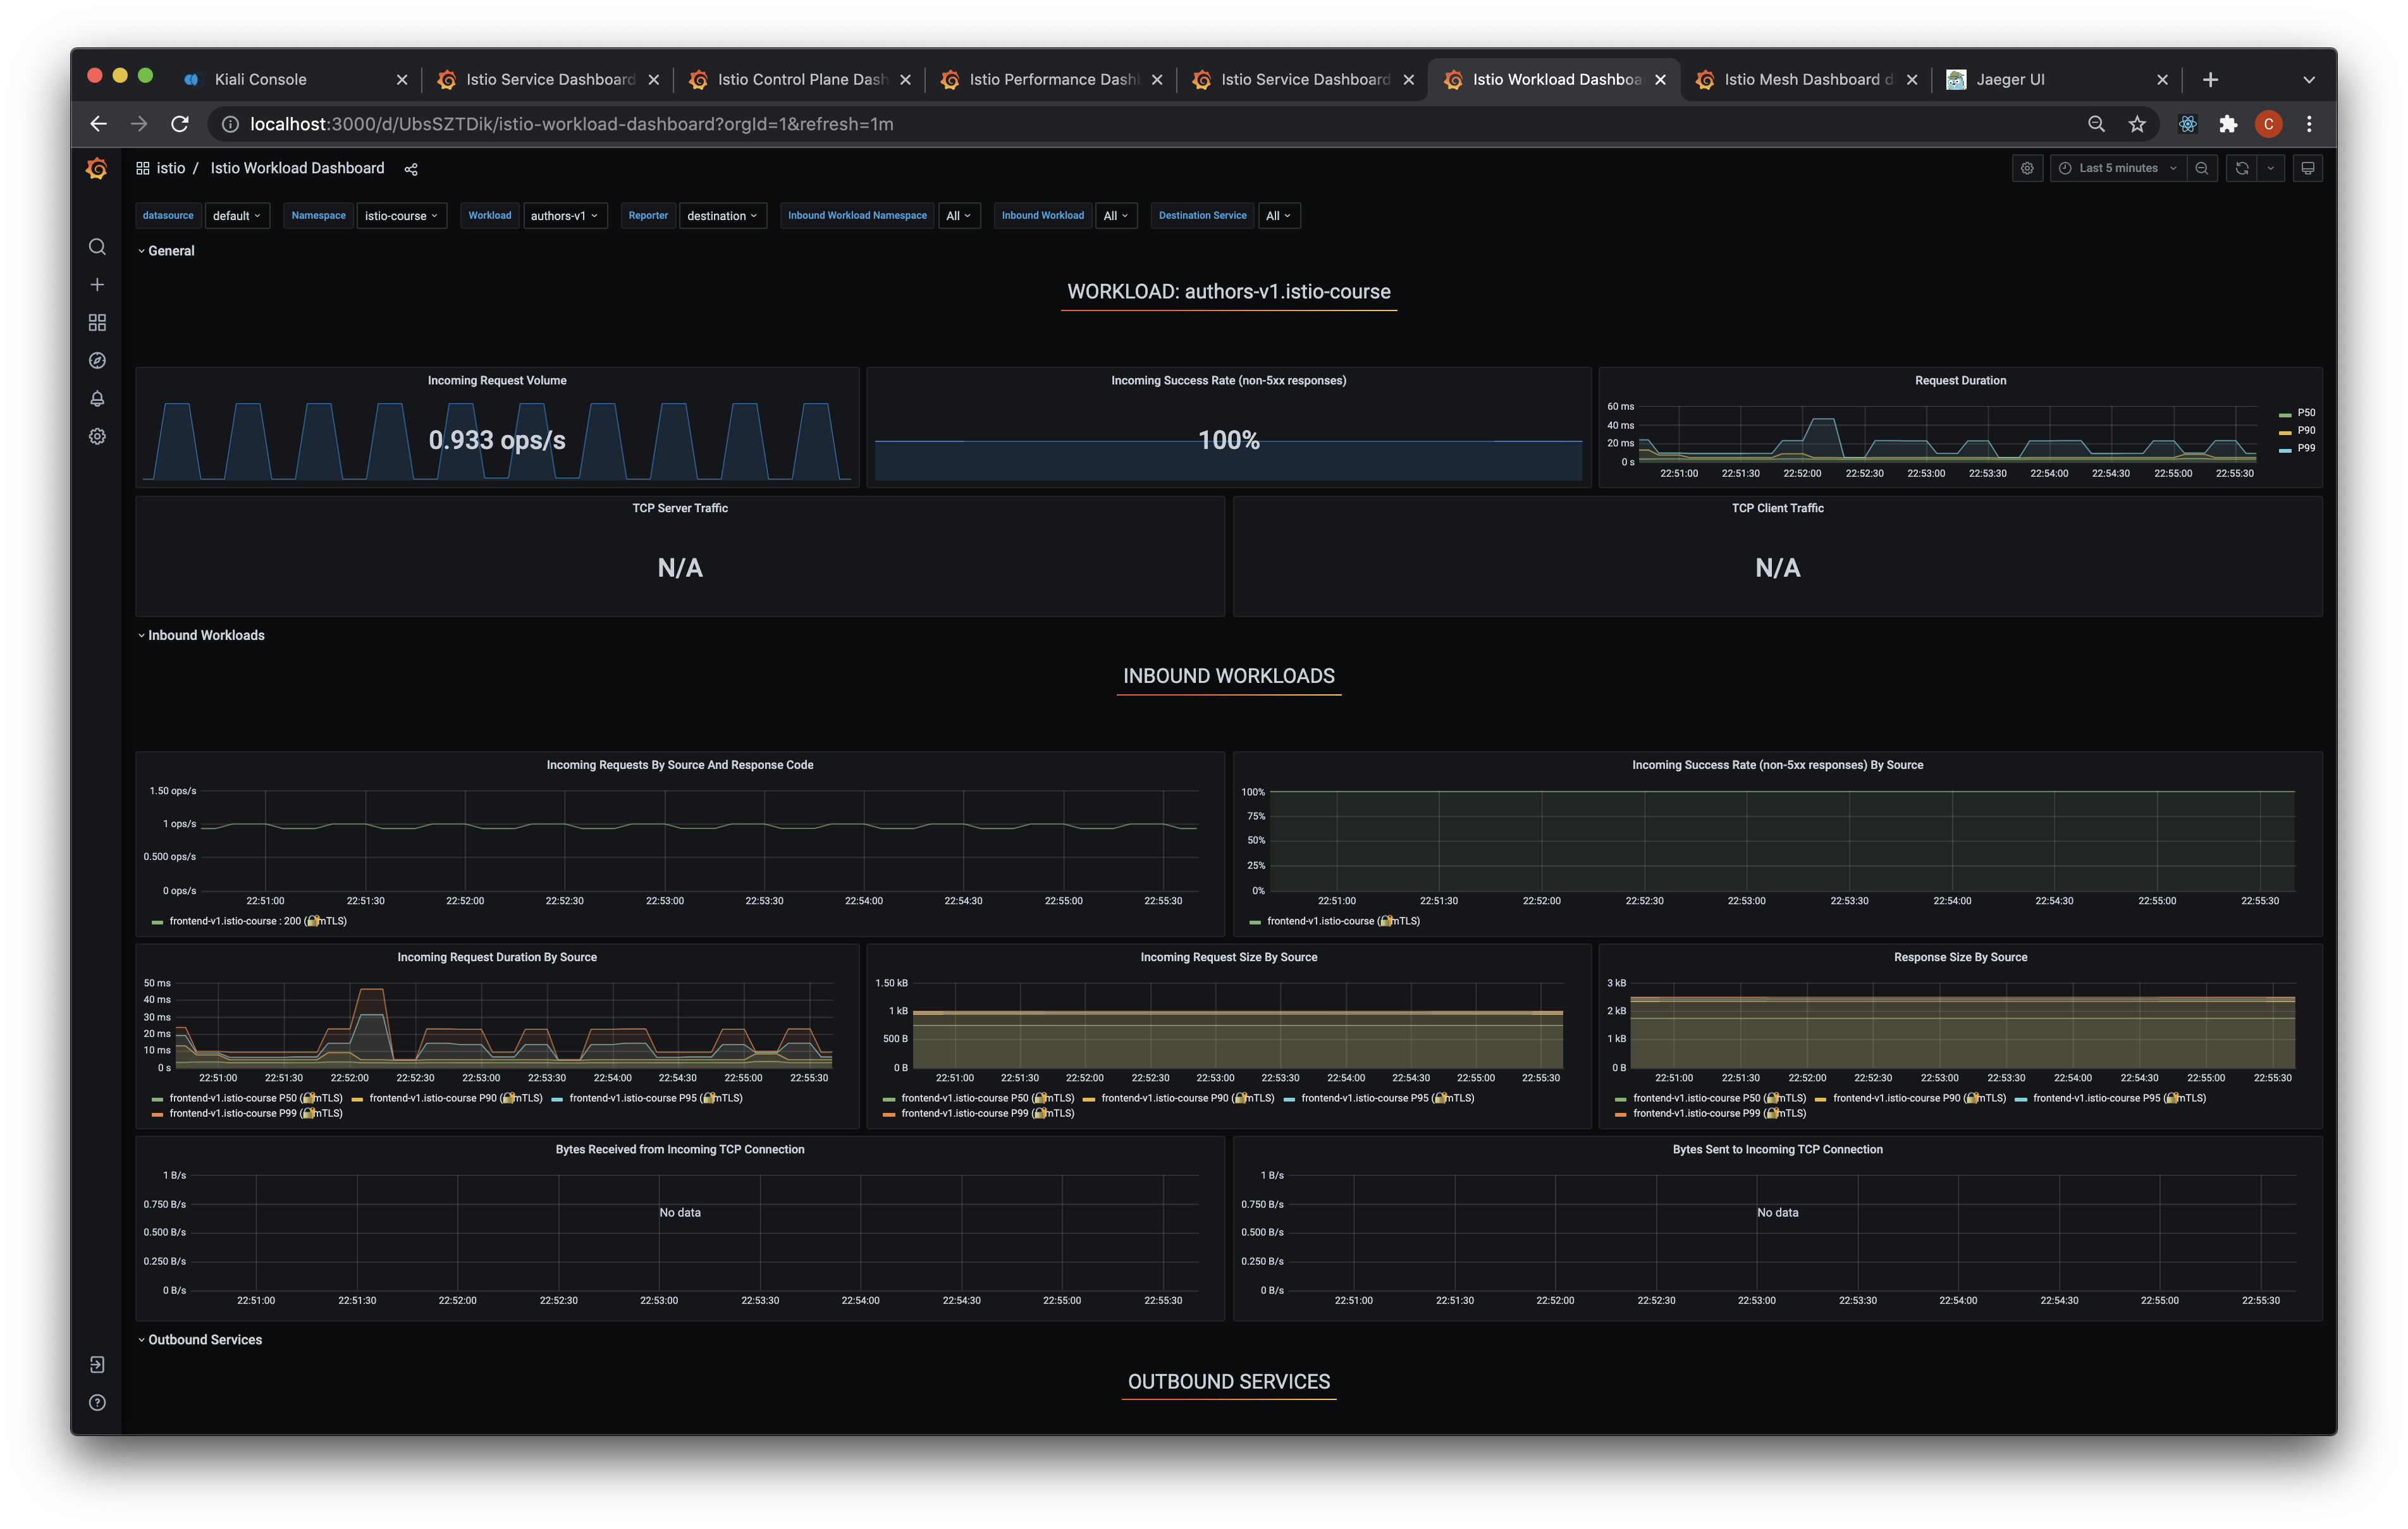 Kiali Console
Istio Service Dashboard
Istio Control Plane Dash
Istio Performance Dash
Istio Service Dashboard
Istio Workload Dashboa
Istio Mesh Dashboard d
Jaeger UI
localhost:3000/d/UbsSZTDik/istio-workload-dashboard?orgId=1&refresh=1m
C
istio / Istio Workload Dashboard
Last 5 minutes
datasource default Namespace istio-course Workload authors-v1 Reporter destination Inbound Workload Namespace All Inbound Workload All Destination Service All
General
WORKLOAD: authors-v1.istio-course
Incoming Request Volume
0.933 ops/s
Incoming Success Rate (non-5xx responses)
100%
Request Duration
60 ms
40 ms
20 ms
0 s
22:51:00 22:51:30 22:52:00 22:52:30 22:53:00 22:53:30 22:54:00 22:54:30 22:55:00 22:55:30
P50
P90
P99
TCP Server Traffic
N/A
TCP Client Traffic
N/A
Inbound Workloads
INBOUND WORKLOADS
Incoming Requests By Source And Response Code
1.50 ops/s
1 ops/s
0.500 ops/s
0 ops/s
22:51:00 22:51:30 22:52:00 22:52:30 22:53:00 22:53:30 22:54:00 22:54:30 22:55:00 22:55:30
frontend-v1.istio-course : 200 (🔐mTLS)
Incoming Success Rate (non-5xx responses) By Source
100%
75%
50%
25%
0%
22:51:00 22:51:30 22:52:00 22:52:30 22:53:00 22:53:30 22:54:00 22:54:30 22:55:00 22:55:30
frontend-v1.istio-course (🔐mTLS)
Incoming Request Duration By Source
50 ms
40 ms
30 ms
20 ms
10 ms
0 s
22:51:00 22:51:30 22:52:00 22:52:30 22:53:00 22:53:30 22:54:00 22:54:30 22:55:00 22:55:30
frontend-v1.istio-course P50 (🔐mTLS) frontend-v1.istio-course P90 (🔐mTLS) frontend-v1.istio-course P95 (🔐mTLS)
frontend-v1.istio-course P99 (🔐mTLS)
Incoming Request Size By Source
1.50 kB
1 kB
500 B
0 B
22:51:00 22:51:30 22:52:00 22:52:30 22:53:00 22:53:30 22:54:00 22:54:30 22:55:00 22:55:30
frontend-v1.istio-course P50 (🔐mTLS) frontend-v1.istio-course P90 (🔐mTLS) frontend-v1.istio-course P95 (🔐mTLS)
frontend-v1.istio-course P99 (🔐mTLS)
Response Size By Source
3 kB
2 kB
1 kB
0 B
22:51:00 22:51:30 22:52:00 22:52:30 22:53:00 22:53:30 22:54:00 22:54:30 22:55:00 22:55:30
frontend-v1.istio-course P50 (🔐mTLS) frontend-v1.istio-course P90 (🔐mTLS) frontend-v1.istio-course P95 (🔐mTLS)
frontend-v1.istio-course P99 (🔐mTLS)
Bytes Received from Incoming TCP Connection
1 B/s
0.750 B/s
0.500 B/s
0.250 B/s
0 B/s
No data
22:51:00 22:51:30 22:52:00 22:52:30 22:53:00 22:53:30 22:54:00 22:54:30 22:55:00 22:55:30
Bytes Sent to Incoming TCP Connection
1 B/s
0.750 B/s
0.500 B/s
0.250 B/s
0 B/s
No data
22:51:00 22:51:30 22:52:00 22:52:30 22:53:00 22:53:30 22:54:00 22:54:30 22:55:00 22:55:30
Outbound Services
OUTBOUND SERVICES